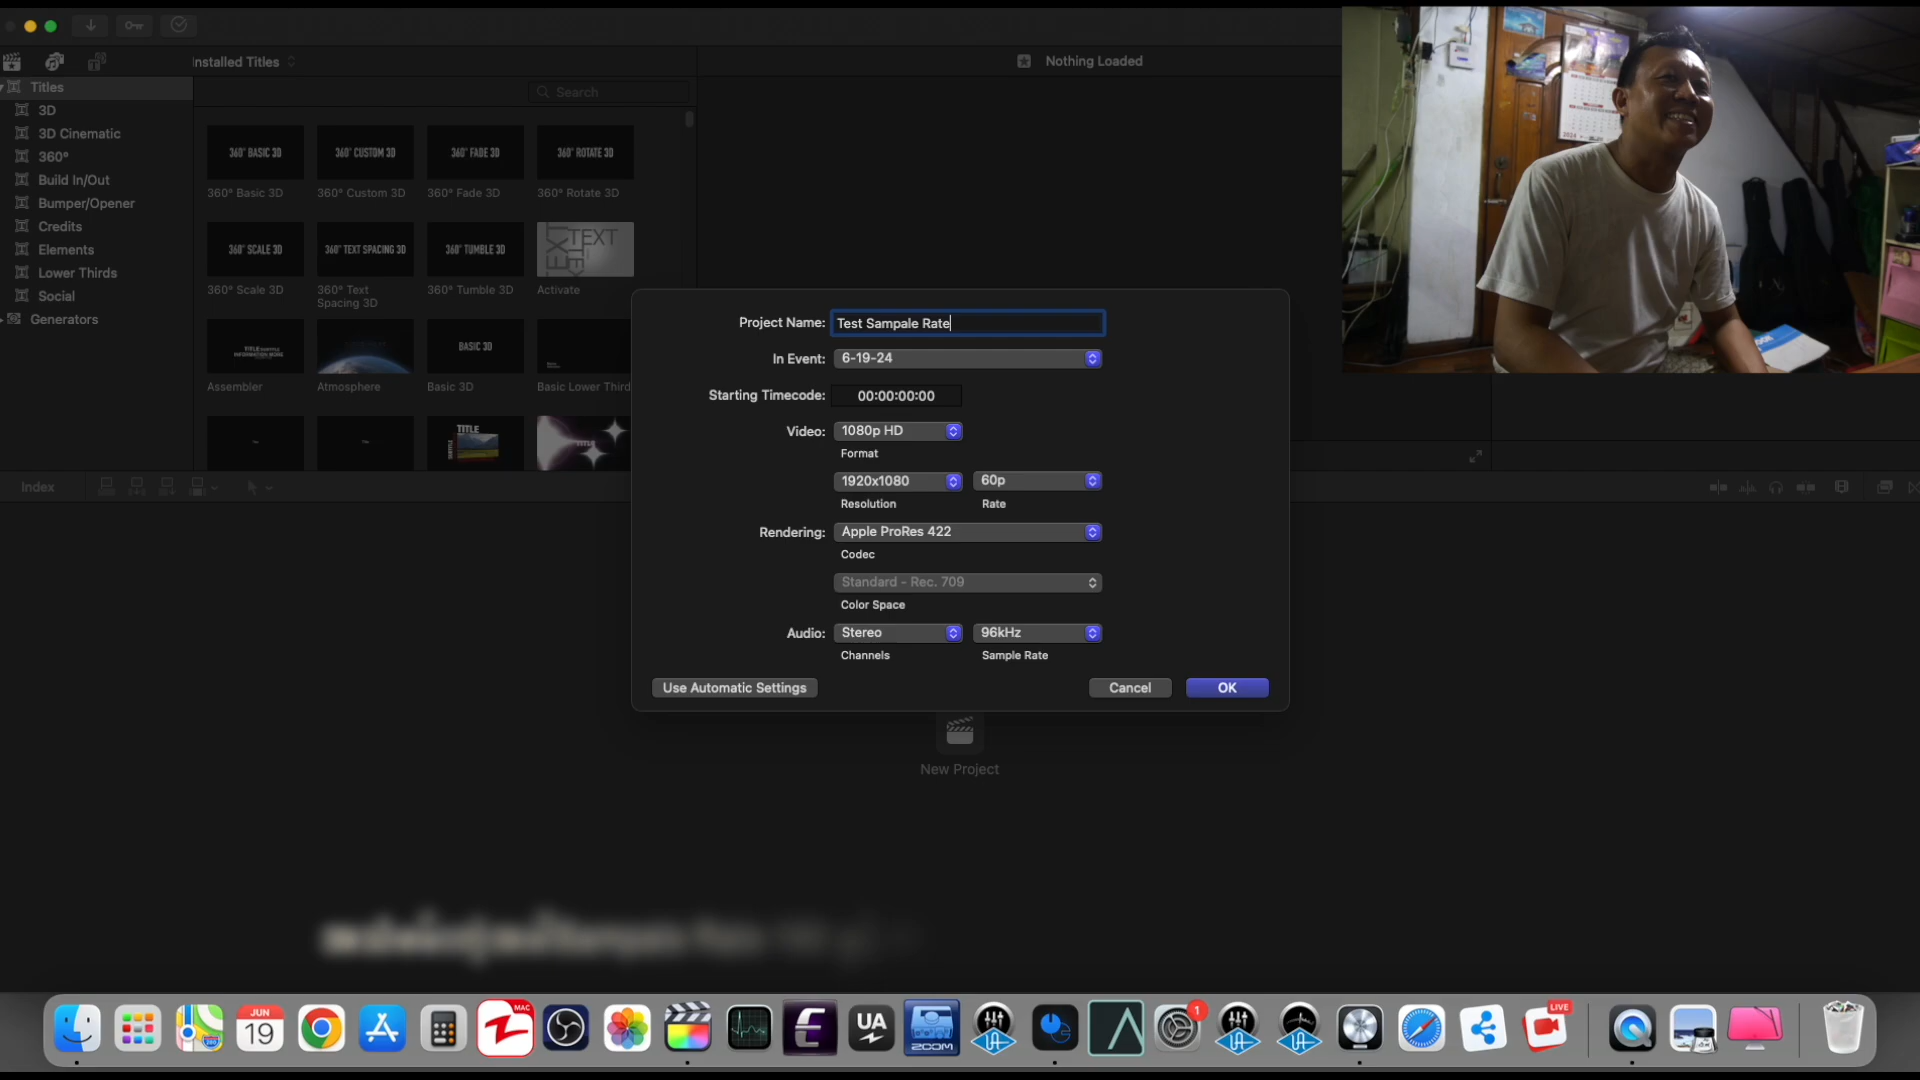 Installed Titles
Nothing Loaded
Titles
Search
3D
3D Cinematic
360°
Build In/Out
Bumper/Opener
Credits
Elements
Lower Thirds
Social
Generators
360° BASIC 3D
360° CUSTOM 3D
360° FADE 3D
360° ROTATE 3D
360° Basic 3D
360° Custom 3D
360° Fade 3D
360° Rotate 3D
360° SCALE 3D
360° TEXT SPACING 3D
360° TUMBLE 3D
TEXT
TEXT
360° Scale 3D
360° Text
Spacing 3D
360° Tumble 3D
Activate
BASIC 3D
Assembler
Atmosphere
Basic 3D
Basic Lower Third
TITLE
Project Name:
Test Sampale Rate
In Event:
6-19-24
Starting Timecode:
00:00:00:00
Video:
1080p HD
Format
1920x1080
60p
Resolution
Rate
Rendering:
Apple ProRes 422
Codec
Standard - Rec. 709
Color Space
Audio:
Stereo
96kHz
Channels
Sample Rate
Use Automatic Settings
Cancel
OK
Index
New Project
JUN
19
MAC
UA
ZOOM
1
LIVE